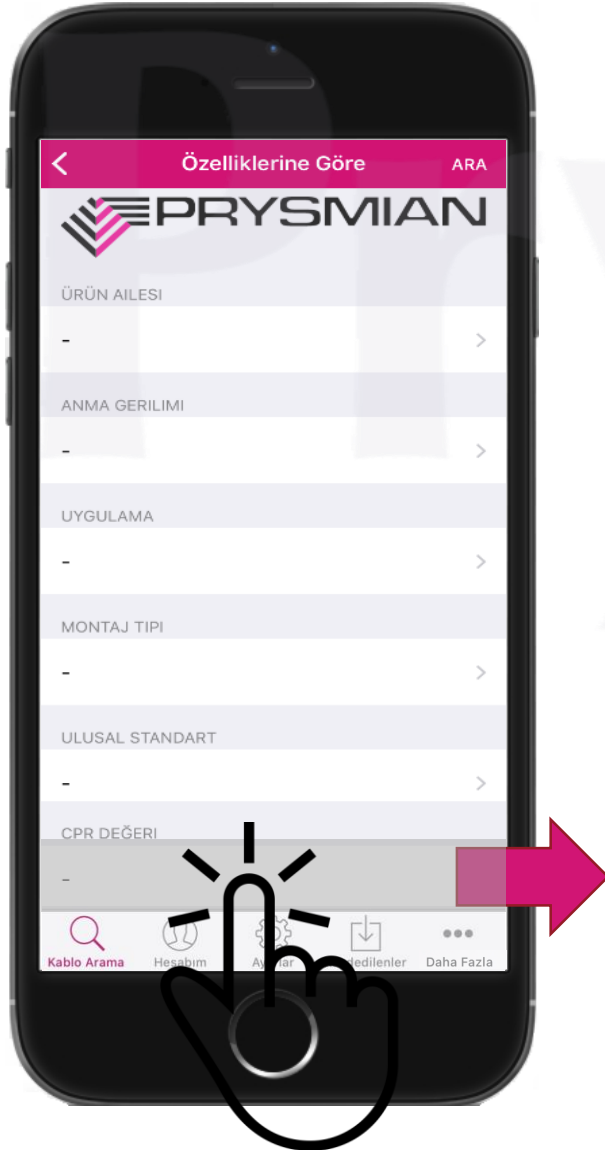 Özelliklerine Göre ARA
PRYSMIAN
ÜRÜN AILESI
-
ANMA GERILIMI
-
UYGULAMA
-
MONTAJ TIPI
-
ULUSAL STANDART
-
CPR DEĞERI
-
Kablo Arama Hesabım Daha Fazla